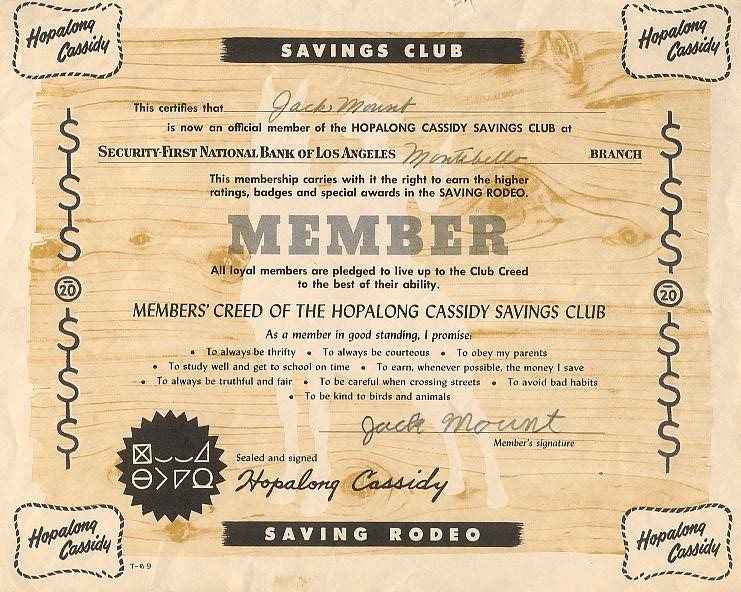 Hopalong
Cassidy
SAVINGS CLUB
Hopalong
Cassidy
This certifies that Jack Mount
is now an official member of the HOPALONG CASSIDY SAVINGS CLUB at
SECURITY-FIRST NATIONAL BANK OF LOS ANGELES Montebello BRANCH
This membership carries with it the right to earn the higher
ratings, badges and special awards in the SAVING RODEO.
MEMBER
All loyal members are pledged to live up to the Club Creed
to the best of their ability.
20
20
MEMBERS' CREED OF THE HOPALONG CASSIDY SAVINGS CLUB
As a member in good standing, I promise:
• To always be thrifty • To always be courteous • To obey my parents
• To study well and get to school on time • To earn, whenever possible, the money I save
• To always be truthful and fair • To be careful when crossing streets • To avoid bad habits
• To be kind to birds and animals
Jack Mount
Member's signature
Sealed and signed
Hopalong Cassidy
Hopalong
Cassidy
SAVING RODEO
Hopalong
Cassidy
T-69